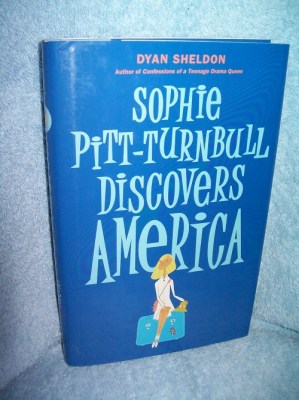 DYAN SHELDON
Author of Confessions of a Teenage Drama Queen
SOPHIE
PITT-TURNBULL
DISCOVERS
AMERICA